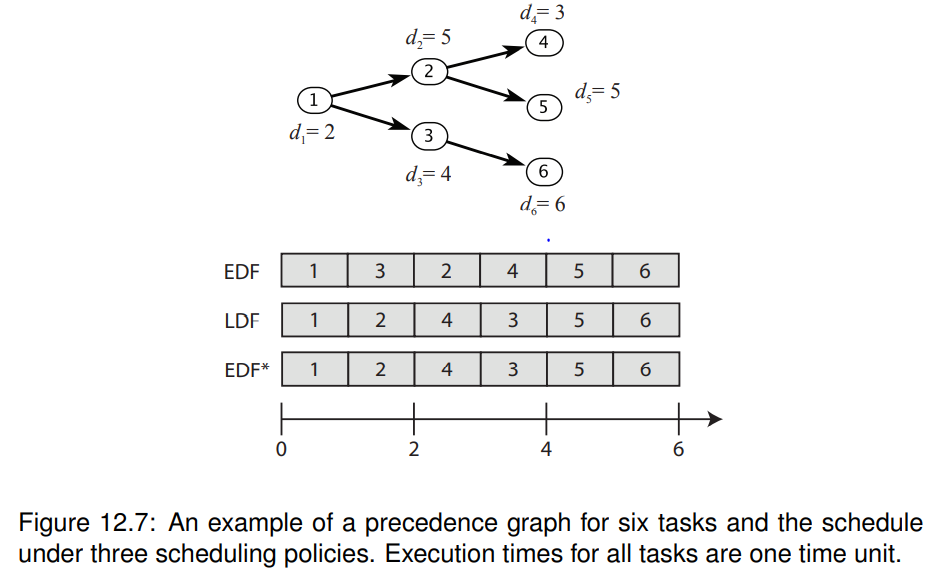 d₄= 3
4
d₂= 5
2
d₅= 5
5
1
d₁= 2
3
d₃= 4
6
d₆= 6
EDF 1 3 2 4 5 6
LDF 1 2 4 3 5 6
EDF* 1 2 4 3 5 6
0 2 4 6
Figure 12.7: An example of a precedence graph for six tasks and the schedule
under three scheduling policies. Execution times for all tasks are one time unit.